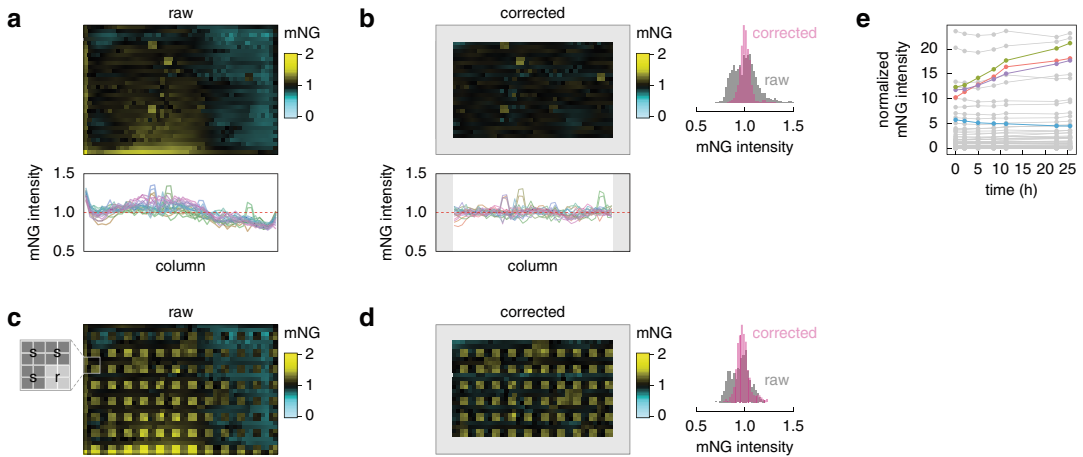 a
raw
mNG
2
1
0
mNG intensity
1.5
1.0
0.5
column
b
corrected
mNG
2
1
0
corrected
raw
0.5
1.0
1.5
mNG intensity
mNG intensity
1.5
1.0
0.5
column
e
normalized
mNG intensity
20
15
10
5
0
0 5 10 15 20 25
time (h)
c
raw
s s
s r
mNG
2
1
0
d
corrected
mNG
2
1
0
corrected
raw
0.5
1.0
1.5
mNG intensity